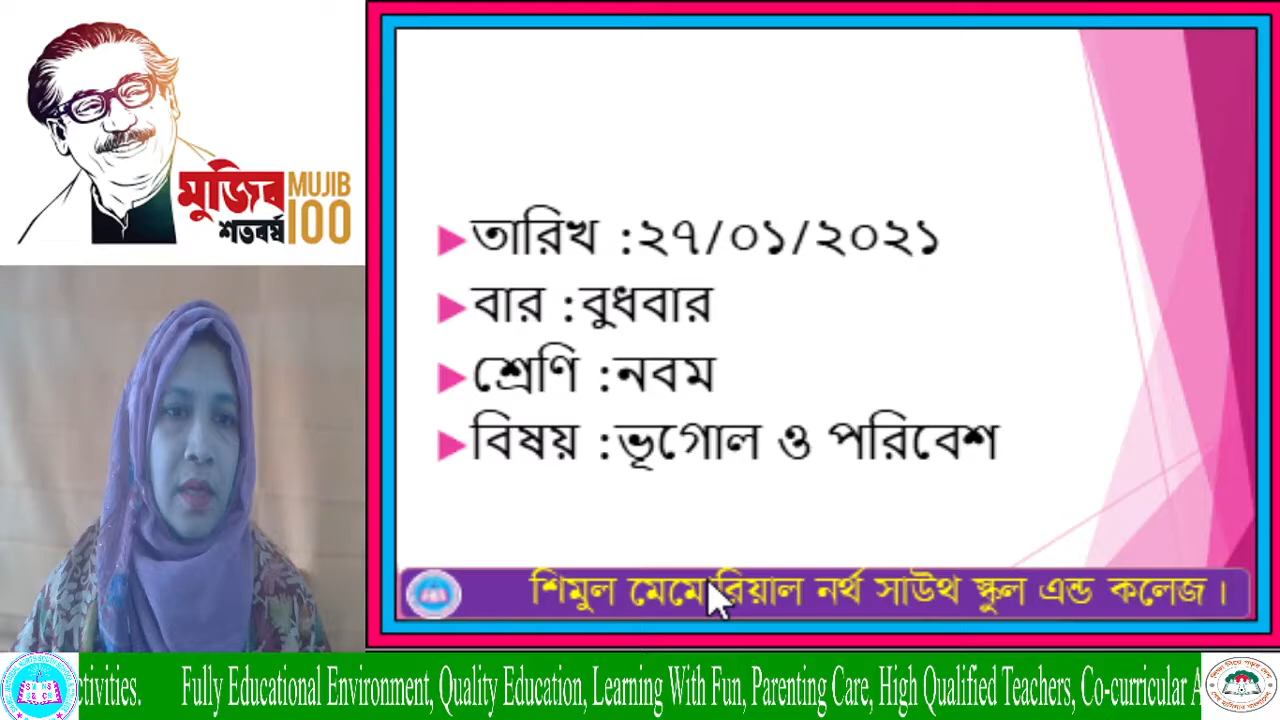 মুজিব MUJIB
শতবর্ষ 100
তারিখ :২৭/০১/২০২১
বার :বুধবার
শ্রেণি :নবম
বিষয় :ভূগোল ও পরিবেশ
শিমুল মেমোরিয়াল নর্থ সাউথ স্কুল এন্ড কলেজ।
ctivities. Fully Educational Environment, Quality Education, Learning With Fun, Parenting Care, High Qualified Teachers, Co-curricular A